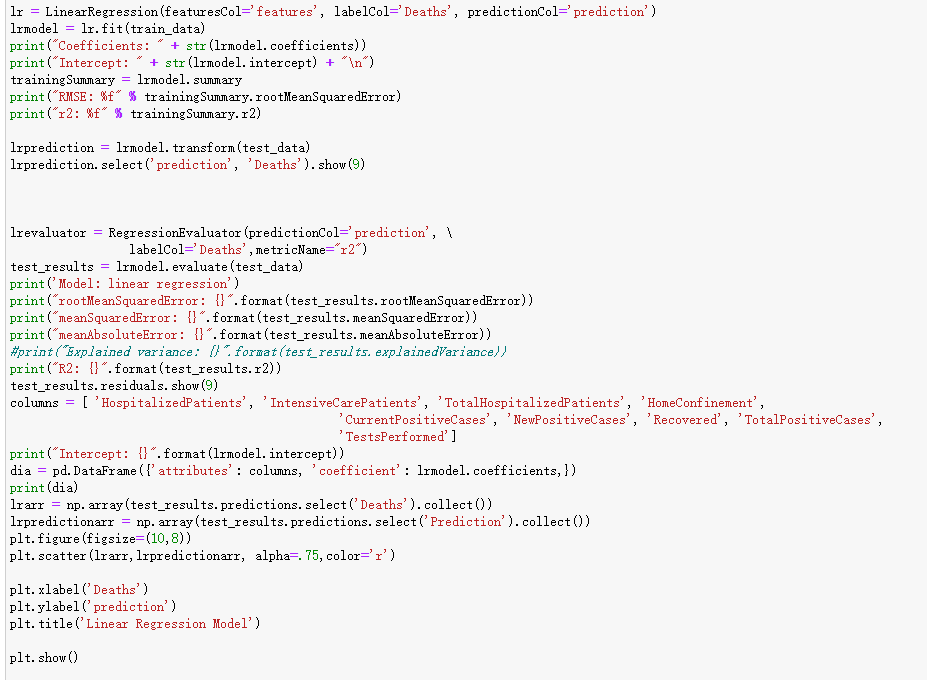 lr = LinearRegression(featuresCol='features', labelCol='Deaths', predictionCol='prediction')
lrmodel = lr.fit(train_data)
print("Coefficients: " + str(lrmodel.coefficients))
print("Intercept: " + str(lrmodel.intercept) + "\n")
trainingSummary = lrmodel.summary
print("RMSE: %f" % trainingSummary.rootMeanSquaredError)
print("r2: %f" % trainingSummary.r2)
lrprediction = lrmodel.transform(test_data)
lrprediction.select('prediction', 'Deaths').show(9)
lrevaluator = RegressionEvaluator(predictionCol='prediction', \
labelCol='Deaths',metricName="r2")
test_results = lrmodel.evaluate(test_data)
print('Model: linear regression')
print("rootMeanSquaredError: {}".format(test_results.rootMeanSquaredError))
print("meanSquaredError: {}".format(test_results.meanSquaredError))
print("meanAbsoluteError: {}".format(test_results.meanAbsoluteError))
#print("Explained variance: {}".format(test_results.explainedVariance))
print("R2: {}".format(test_results.r2))
test_results.residuals.show(9)
columns = [ 'HospitalizedPatients', 'IntensiveCarePatients', 'TotalHospitalizedPatients', 'HomeConfinement',
'CurrentPositiveCases', 'NewPositiveCases', 'Recovered', 'TotalPositiveCases',
'TestsPerformed']
print("Intercept: {}".format(lrmodel.intercept))
dia = pd.DataFrame({'attributes': columns, 'coefficient': lrmodel.coefficients,})
print(dia)
lrarr = np.array(test_results.predictions.select('Deaths').collect())
lrpredictionarr = np.array(test_results.predictions.select('Prediction').collect())
plt.figure(figsize=(10,8))
plt.scatter(lrarr,lrpredictionarr, alpha=.75,color='r')
plt.xlabel('Deaths')
plt.ylabel('prediction')
plt.title('Linear Regression Model')
plt.show()